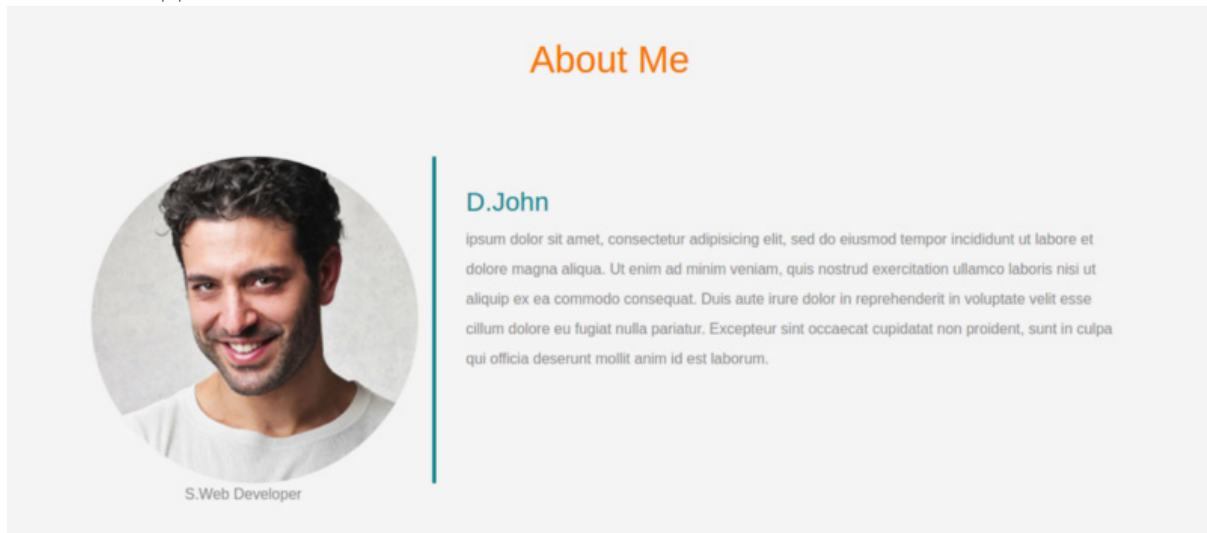 About Me
D.John
ipsum dolor sit amet, consectetur adipisicing elit, sed do eiusmod tempor incididunt ut labore et
dolore magna aliqua. Ut enim ad minim veniam, quis nostrud exercitation ullamco laboris nisi ut
aliquip ex ea commodo consequat. Duis aute irure dolor in reprehenderit in voluptate velit esse
cillum dolore eu fugiat nulla pariatur. Excepteur sint occaecat cupidatat non proident, sunt in culpa
qui officia deserunt mollit anim id est laborum.
S.Web Developer